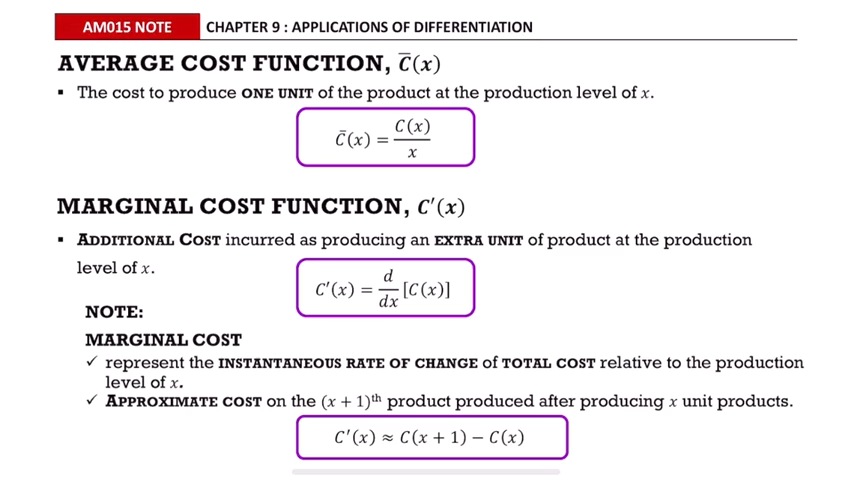 AM015 NOTE CHAPTER 9 : APPLICATIONS OF DIFFERENTIATION
AVERAGE COST FUNCTION, C̅(x)
▪ The cost to produce ONE UNIT of the product at the production level of x.
C̅(x) = C(x)/x
MARGINAL COST FUNCTION, C′(x)
▪ ADDITIONAL COST incurred as producing an EXTRA UNIT of product at the production
level of x.
C′(x) = d/dx [C(x)]
NOTE:
MARGINAL COST
✓ represent the INSTANTANEOUS RATE OF CHANGE of TOTAL COST relative to the production
level of x.
✓ APPROXIMATE COST on the (x + 1)ᵗʰ product produced after producing x unit products.
C′(x) ≈ C(x + 1) − C(x)